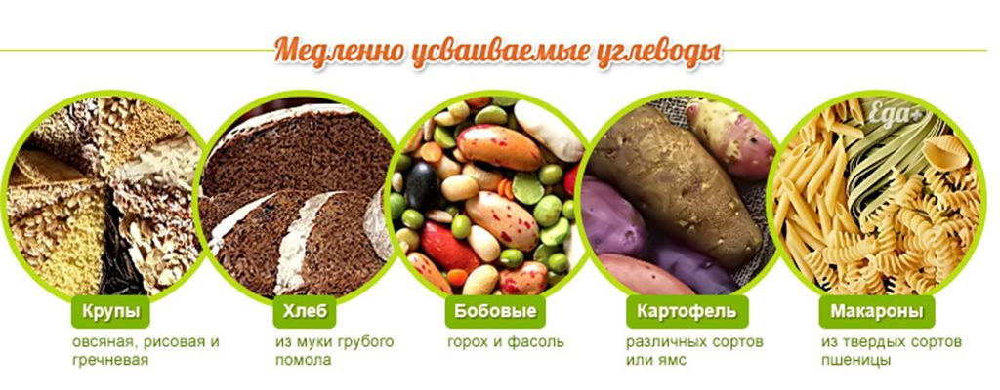 Медленно усваиваемые углеводы
Еда+
Крупы
овсяная, рисовая и
гречневая
Хлеб
из муки грубого
помола
Бобовые
горох и фасоль
Картофель
различных сортов
или ямс
Макароны
из твердых сортов
пшеницы